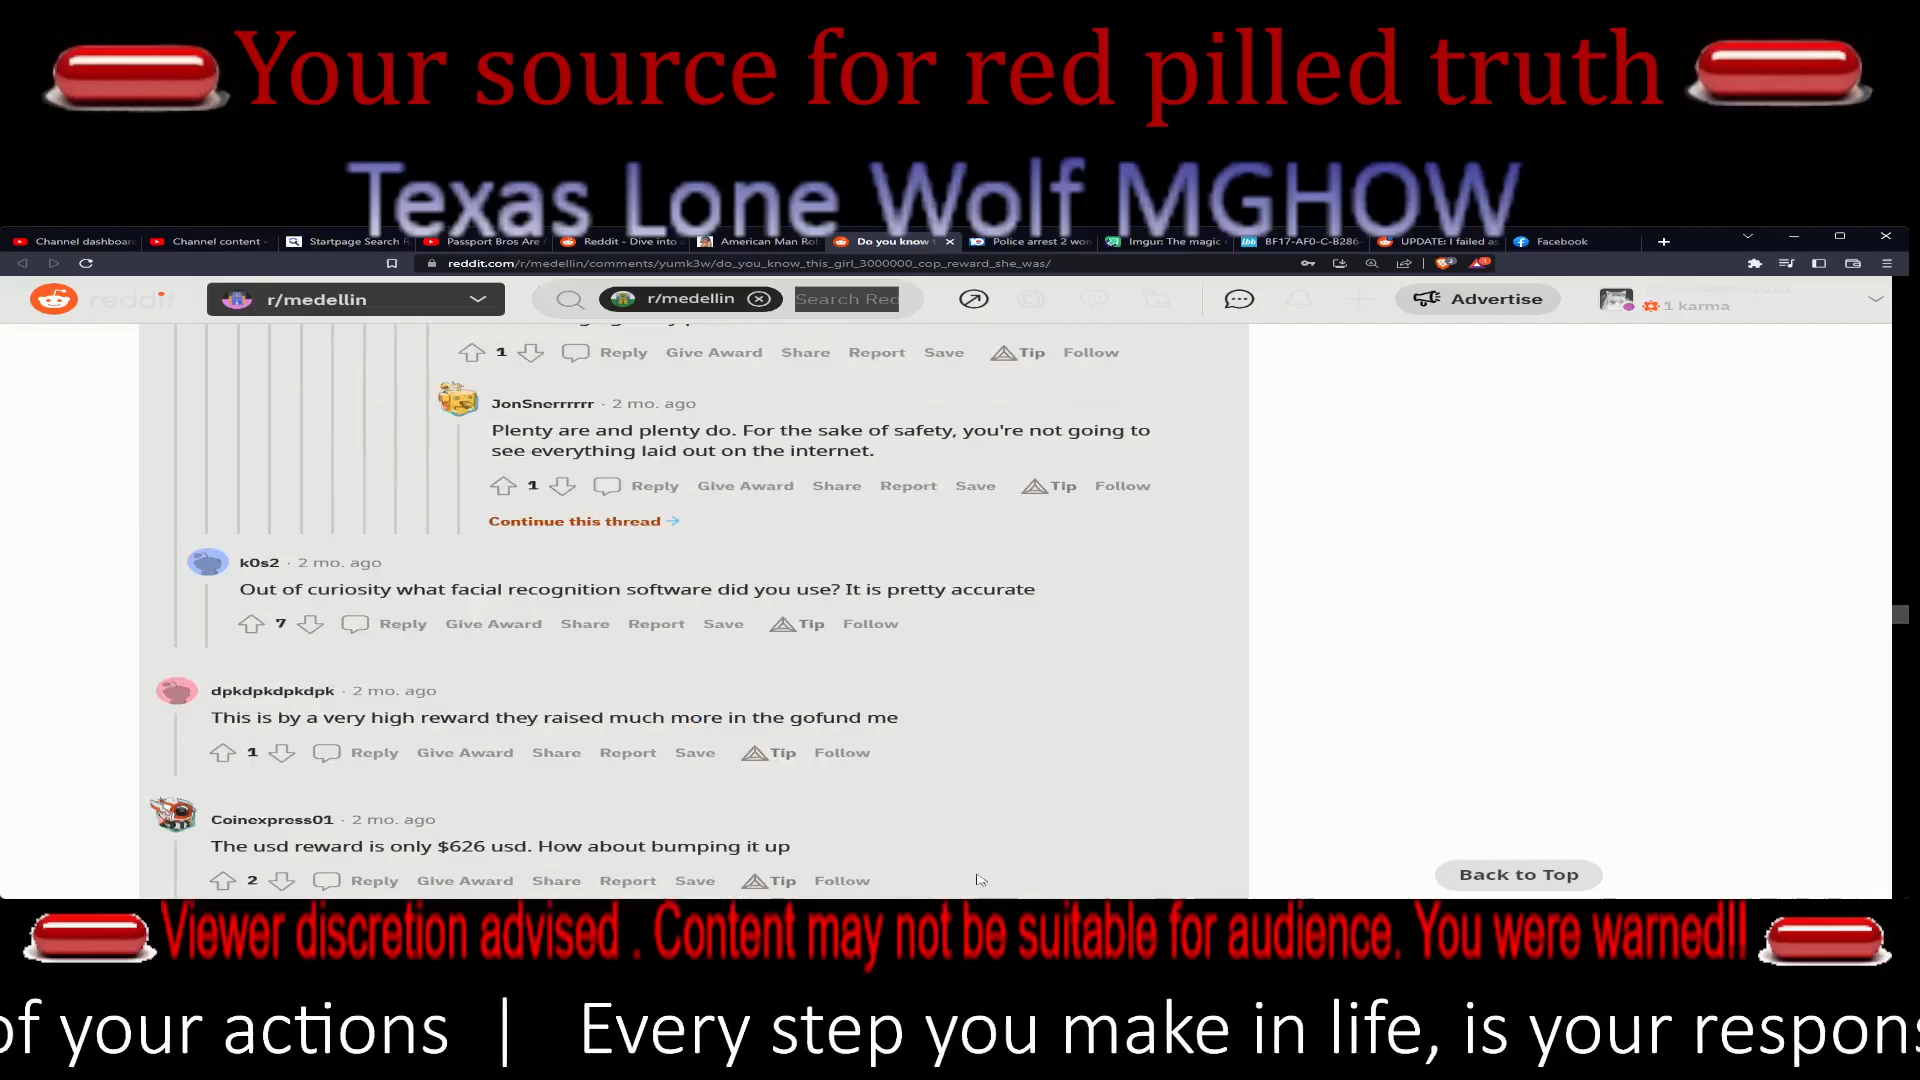 Your source for red pilled truth
Texas Lone Wolf MGHOW
Channel dashboar
Channel content -
Startpage Search R
Passport Bros Are
Reddit - Dive into
American Man Rob
Do you know t
Police arrest 2 won
Imgur: The magic
BF17-AF0-C-B286-
UPDATE: I failed as
Facebook
reddit.com/r/medellin/comments/yumk3w/do_you_know_this_girl_3000000_cop_reward_she_was/
reddit
r/medellin
r/medellin
Search Red
Advertise
1 karma
1 Reply Give Award Share Report Save Tip Follow
JonSnerrrrrr · 2 mo. ago
Plenty are and plenty do. For the sake of safety, you're not going to
see everything laid out on the internet.
1 Reply Give Award Share Report Save Tip Follow
Continue this thread →
k0s2 · 2 mo. ago
Out of curiosity what facial recognition software did you use? It is pretty accurate
7 Reply Give Award Share Report Save Tip Follow
dpkdpkdpkdpk · 2 mo. ago
This is by a very high reward they raised much more in the gofund me
1 Reply Give Award Share Report Save Tip Follow
Coinexpress01 · 2 mo. ago
The usd reward is only $626 usd. How about bumping it up
2 Reply Give Award Share Report Save Tip Follow
Back to Top
Viewer discretion advised . Content may not be suitable for audience. You were warned!!
of your actions | Every step you make in life, is your respons